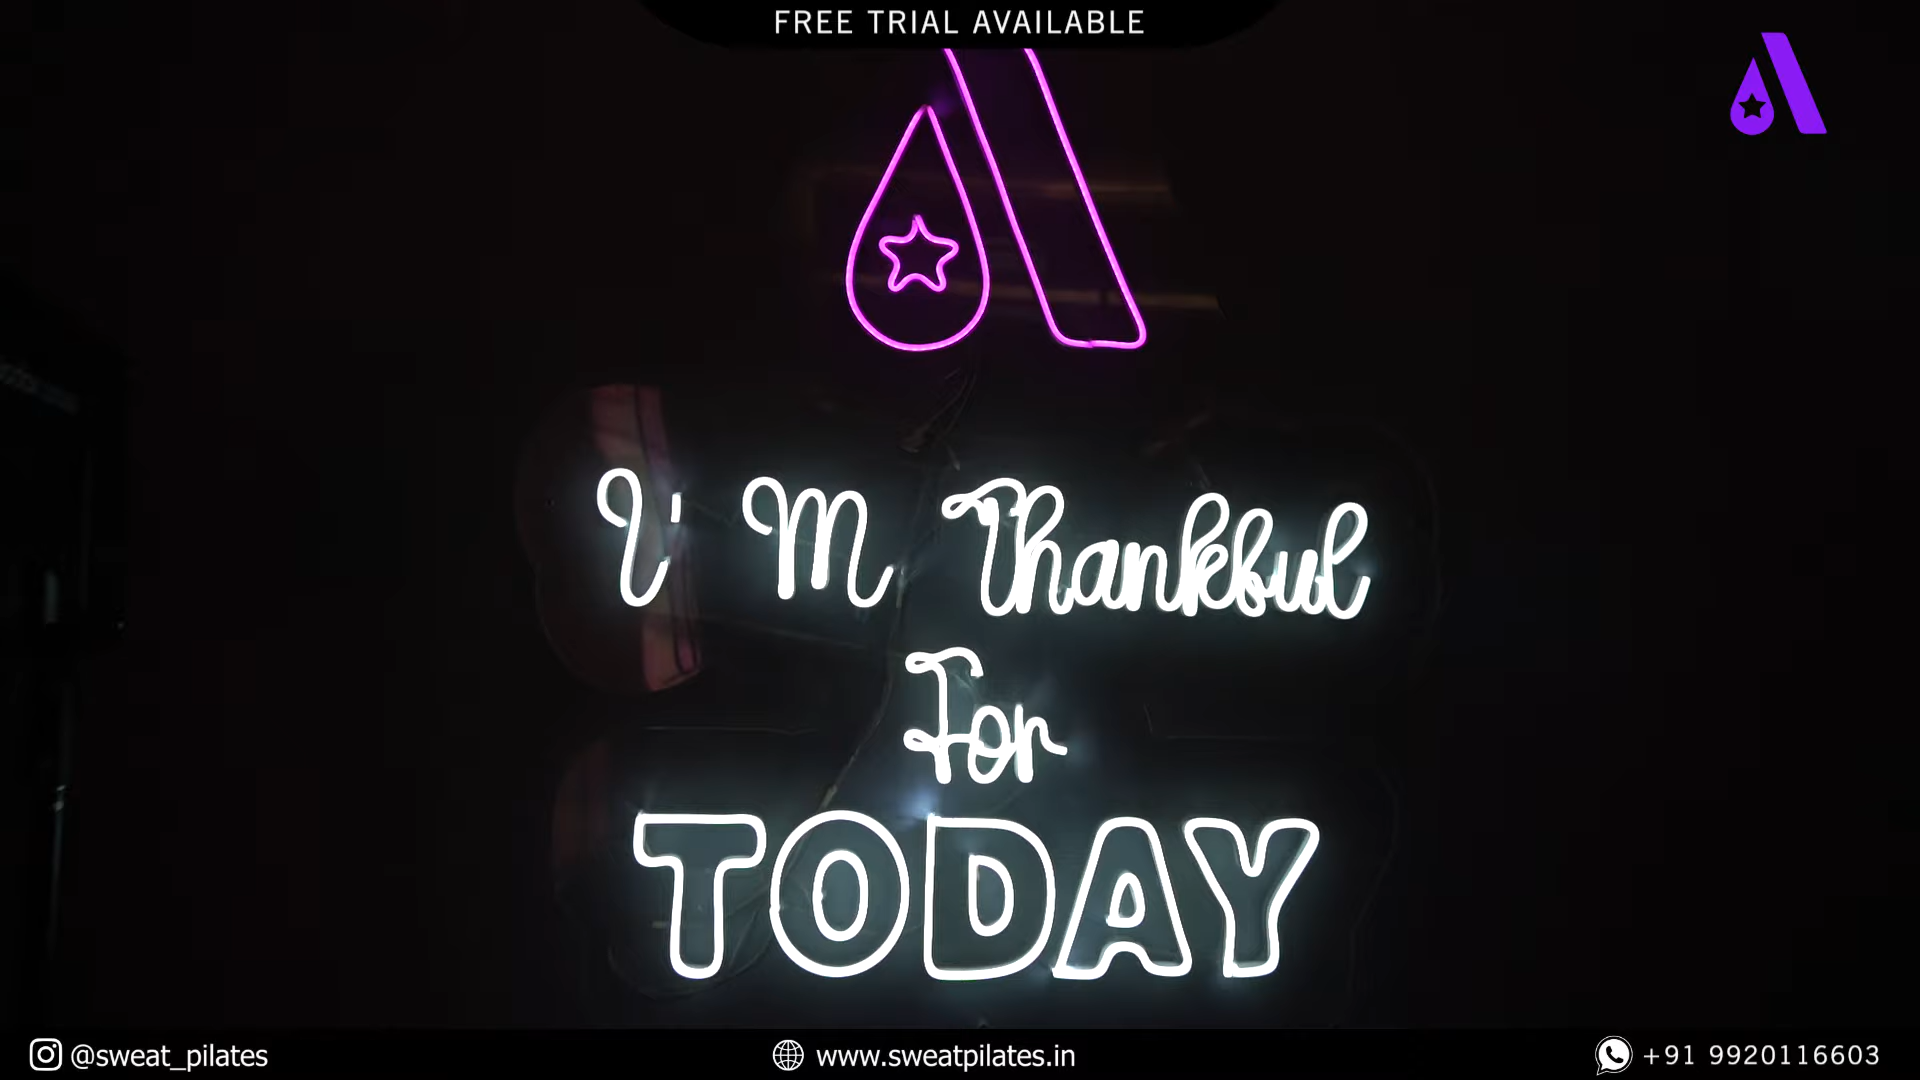 FREE TRIAL AVAILABLE
I'M Thankful
For
TODAY
@sweat_pilates
www.sweatpilates.in
+91 9920116603